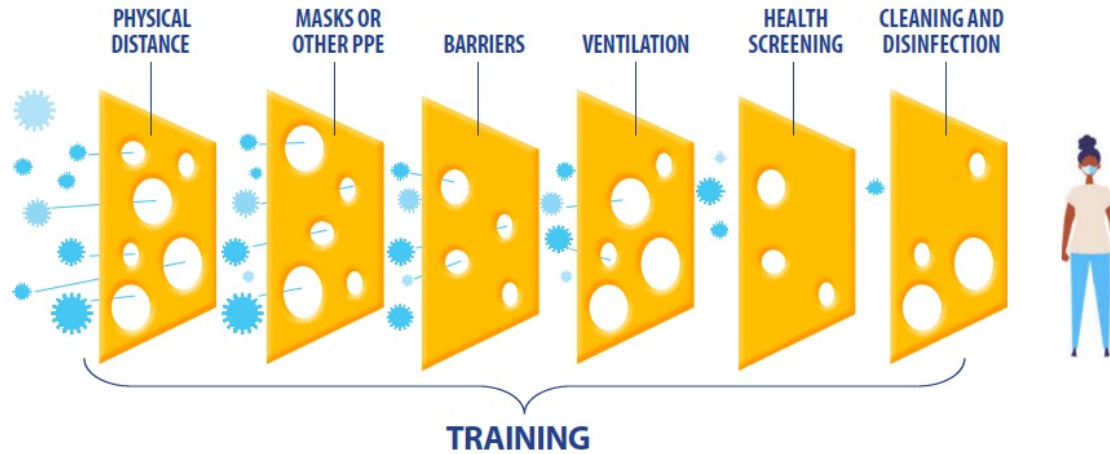 PHYSICAL
DISTANCE
MASKS OR
OTHER PPE
BARRIERS
VENTILATION
HEALTH
SCREENING
CLEANING AND
DISINFECTION
TRAINING